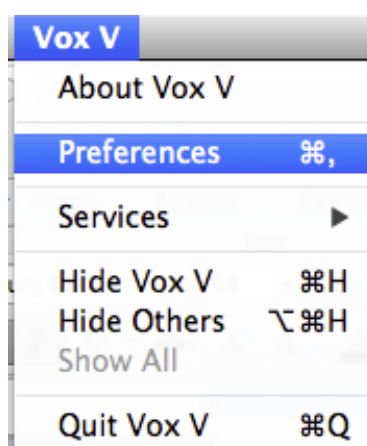 Vox V
About Vox V
Preferences ⌘,
Services ▶
Hide Vox V ⌘H
Hide Others ⌥⌘H
Show All
Quit Vox V ⌘Q